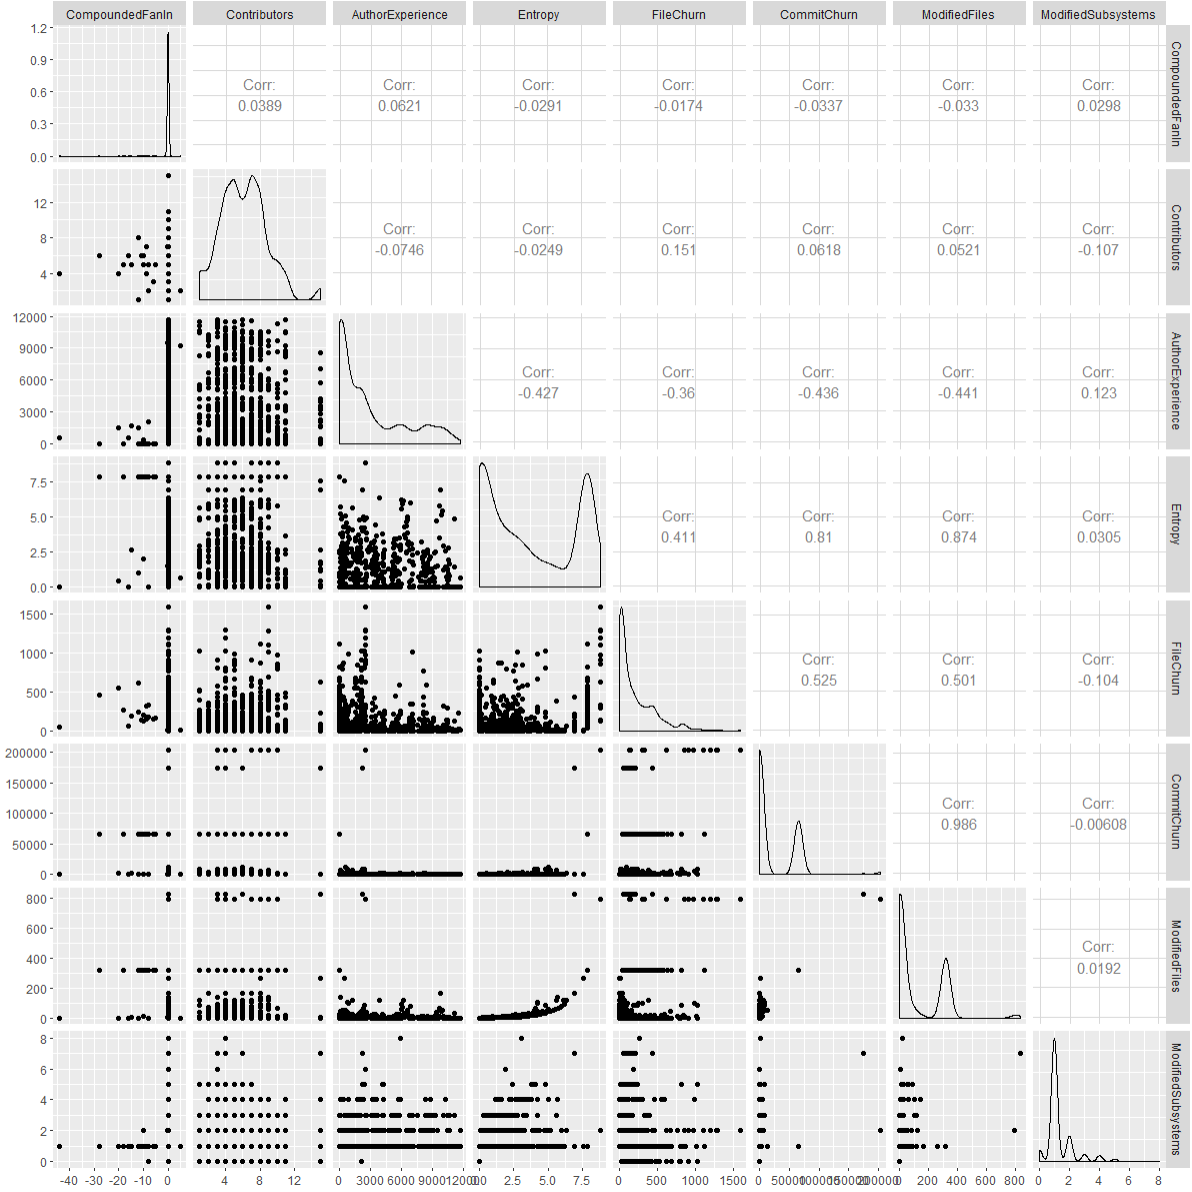 CompoundedFanIn Contributors AuthorExperience Entropy FileChurn CommitChurn ModifiedFiles ModifiedSubsystems
1.2
0.9
0.6
0.3
0.0
Corr: Corr: Corr: Corr: Corr: Corr: Corr:
0.0389 0.0621 -0.0291 -0.0174 -0.0337 -0.033 0.0298
CompoundedFanIn
12
8
4
Corr: Corr: Corr: Corr: Corr: Corr:
-0.0746 -0.0249 0.151 0.0618 0.0521 -0.107
Contributors
12000
9000
6000
3000
0
Corr: Corr: Corr: Corr: Corr:
-0.427 -0.36 -0.436 -0.441 0.123
AuthorExperience
7.5
5.0
2.5
0.0
Corr: Corr: Corr: Corr:
0.411 0.81 0.874 0.0305
Entropy
1500
1000
500
0
Corr: Corr: Corr:
0.525 0.501 -0.104
FileChurn
200000
150000
100000
50000
0
Corr: Corr:
0.986 -0.00608
CommitChurn
800
600
400
200
0
Corr:
0.0192
ModifiedFiles
8
6
4
2
0
ModifiedSubsystems
-40 -30 -20 -10 0 4 8 12 0 3000 6000 9000 12000 0.0 2.5 5.0 7.5 0 500 1000 1500 0 50000 100000 150000 200000 0 200 400 600 800 0 2 4 6 8